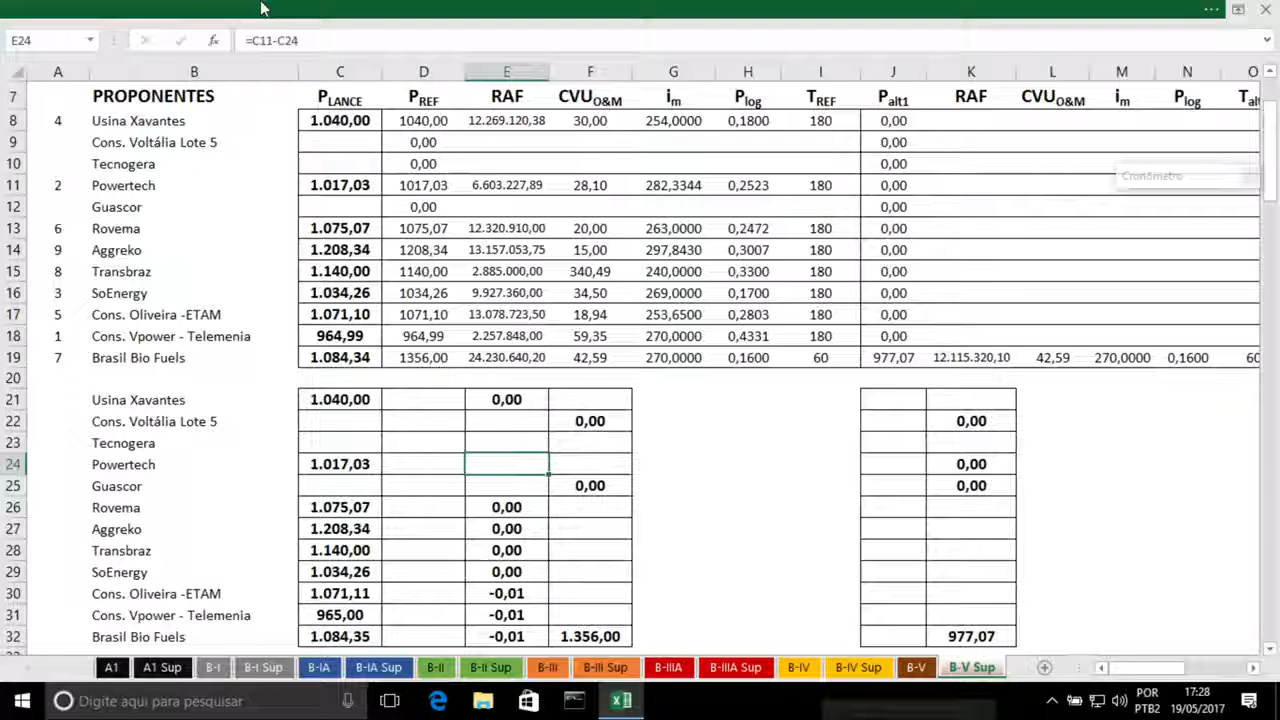 E24 fx =C11-C24
A B C D E F G H I J K L M N O
7 PROPONENTES PLANCE PREF RAF CVUO&M im Plog TREF Palt1 RAF CVUO&M im Plog
8 4 Usina Xavantes 1.040,00 1040,00 12.269.120,38 30,00 254,0000 0,1800 180 0,00
9 Cons. Voltália Lote 5 0,00 0,00
10 Tecnogera 0,00 0,00
Cronômetro
11 2 Powertech 1.017,03 1017,03 6.603.227,89 28,10 282,3344 0,2523 180 0,00
12 Guascor 0,00 0,00
13 6 Rovema 1.075,07 1075,07 12.320.910,00 20,00 263,0000 0,2472 180 0,00
14 9 Aggreko 1.208,34 1208,34 13.157.053,75 15,00 297,8430 0,3007 180 0,00
15 8 Transbraz 1.140,00 1140,00 2.885.000,00 340,49 240,0000 0,3300 180 0,00
16 3 SoEnergy 1.034,26 1034,26 9.927.360,00 34,50 269,0000 0,1700 180 0,00
17 5 Cons. Oliveira -ETAM 1.071,10 1071,10 13.078.723,50 18,94 253,6500 0,2803 180 0,00
18 1 Cons. Vpower - Telemenia 964,99 964,99 2.257.848,00 59,35 270,0000 0,4331 180 0,00
19 7 Brasil Bio Fuels 1.084,34 1356,00 24.230.640,20 42,59 270,0000 0,1600 60 977,07 12.115.320,10 42,59 270,0000 0,1600 60
20
21 Usina Xavantes 1.040,00 0,00
22 Cons. Voltália Lote 5 0,00 0,00
23 Tecnogera
24 Powertech 1.017,03 0,00
25 Guascor 0,00 0,00
26 Rovema 1.075,07 0,00
27 Aggreko 1.208,34 0,00
28 Transbraz 1.140,00 0,00
29 SoEnergy 1.034,26 0,00
30 Cons. Oliveira -ETAM 1.071,11 -0,01
31 Cons. Vpower - Telemenia 965,00 -0,01
32 Brasil Bio Fuels 1.084,35 -0,01 1.356,00 977,07
A1 A1 Sup B-I B-I Sup B-IA B-IA Sup B-II B-II Sup B-III B-III Sup B-IIIA B-IIIA Sup B-IV B-IV Sup B-V B-V Sup
Digite aqui para pesquisar POR 17:28
PTB2 19/05/2017